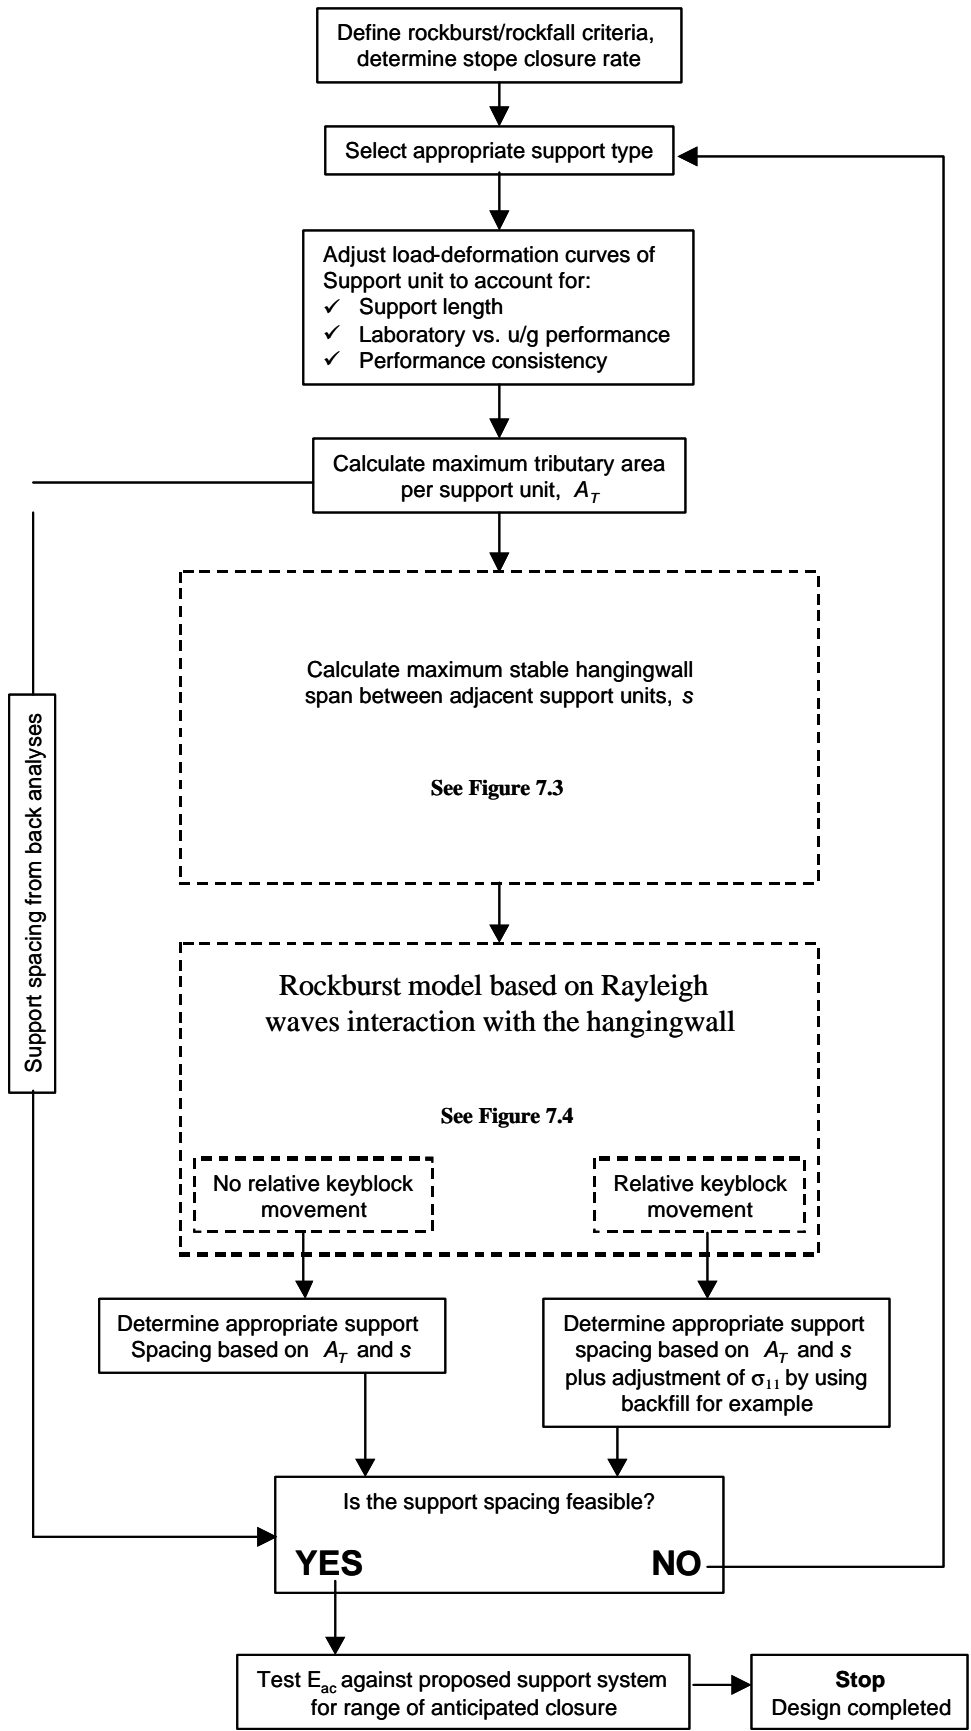 Define rockburst/rockfall criteria,
determine stope closure rate
Select appropriate support type
Adjust load-deformation curves of
Support unit to account for:
✓ Support length
✓ Laboratory vs. u/g performance
✓ Performance consistency
Calculate maximum tributary area
per support unit, A_T
Calculate maximum stable hangingwall
span between adjacent support units, s
See Figure 7.3
Support spacing from back analyses
Rockburst model based on Rayleigh
waves interaction with the hangingwall
See Figure 7.4
No relative keyblock
movement
Relative keyblock
movement
Determine appropriate support
Spacing based on A_T and s
Determine appropriate support
spacing based on A_T and s
plus adjustment of σ₁₁ by using
backfill for example
Is the support spacing feasible?
YES
NO
Test E_ac against proposed support system
for range of anticipated closure
Stop
Design completed